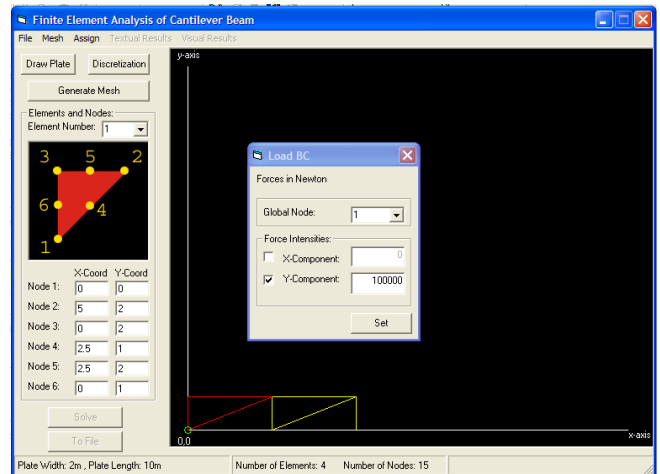 Finite Element Analysis of Cantilever Beam
File Mesh Assign Textual Results Visual Results
Draw Plate Discretization
Generate Mesh
Elements and Nodes:
Element Number: 1
3 5 2
6 4
1
X-Coord Y-Coord
Node 1: 0 0
Node 2: 5 2
Node 3: 0 2
Node 4: 2.5 1
Node 5: 2.5 2
Node 6: 0 1
Solve
To File
y-axis
Load BC
Forces in Newton
Global Node: 1
Force Intensities:
X-Component: 0
Y-Component: 100000
Set
0,0
x-axis
Plate Width: 2m , Plate Length: 10m Number of Elements: 4 Number of Nodes: 15